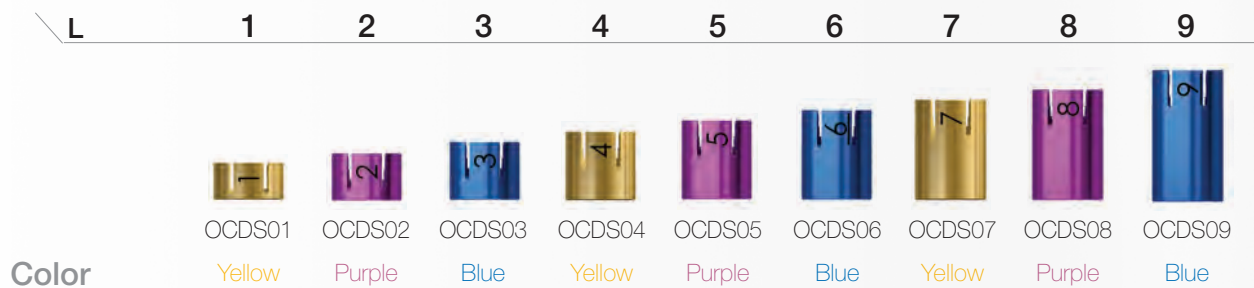 L 1 2 3 4 5 6 7 8 9
1 2 3 4 5 6 7 8 9
OCDS01 OCDS02 OCDS03 OCDS04 OCDS05 OCDS06 OCDS07 OCDS08 OCDS09
Color Yellow Purple Blue Yellow Purple Blue Yellow Purple Blue